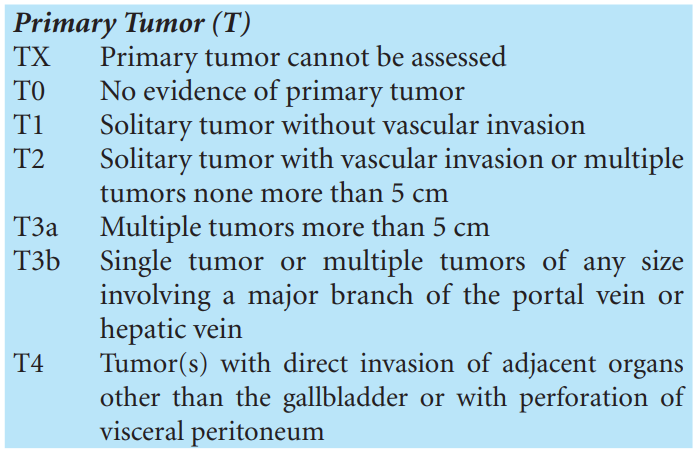 Primary Tumor (T)
TX Primary tumor cannot be assessed
T0 No evidence of primary tumor
T1 Solitary tumor without vascular invasion
T2 Solitary tumor with vascular invasion or multiple
tumors none more than 5 cm
T3a Multiple tumors more than 5 cm
T3b Single tumor or multiple tumors of any size
involving a major branch of the portal vein or
hepatic vein
T4 Tumor(s) with direct invasion of adjacent organs
other than the gallbladder or with perforation of
visceral peritoneum